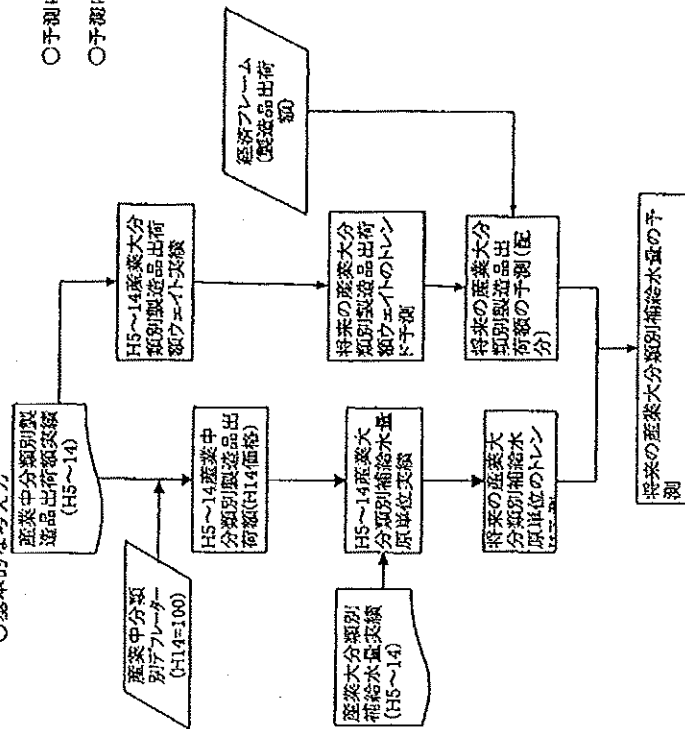 ○基本的な考え方
産業中分類別製
造品出荷額実績
(H5～14)
産業中分類
別デフレーター
(H14=100)
H5～14産業中
分類別製造品出
荷額(H14価格)
産業大分類別
補給水量実績
(H5～14)
H5～14産業大
分類別補給水量
原単位実績
将来の産業大
分類別補給水
原単位のトレン
H5～14産業大分
類別製造品出荷
額ウェイト実績
将来の産業大分
類別製造品出荷
額ウェイトのトレン
ド予測
経済フレーム
(製造品出荷
額)
将来の産業大分
類別製造品出
荷額の予測(配
分)
将来の産業大分類別補給水量の予
測
○予測
○予測